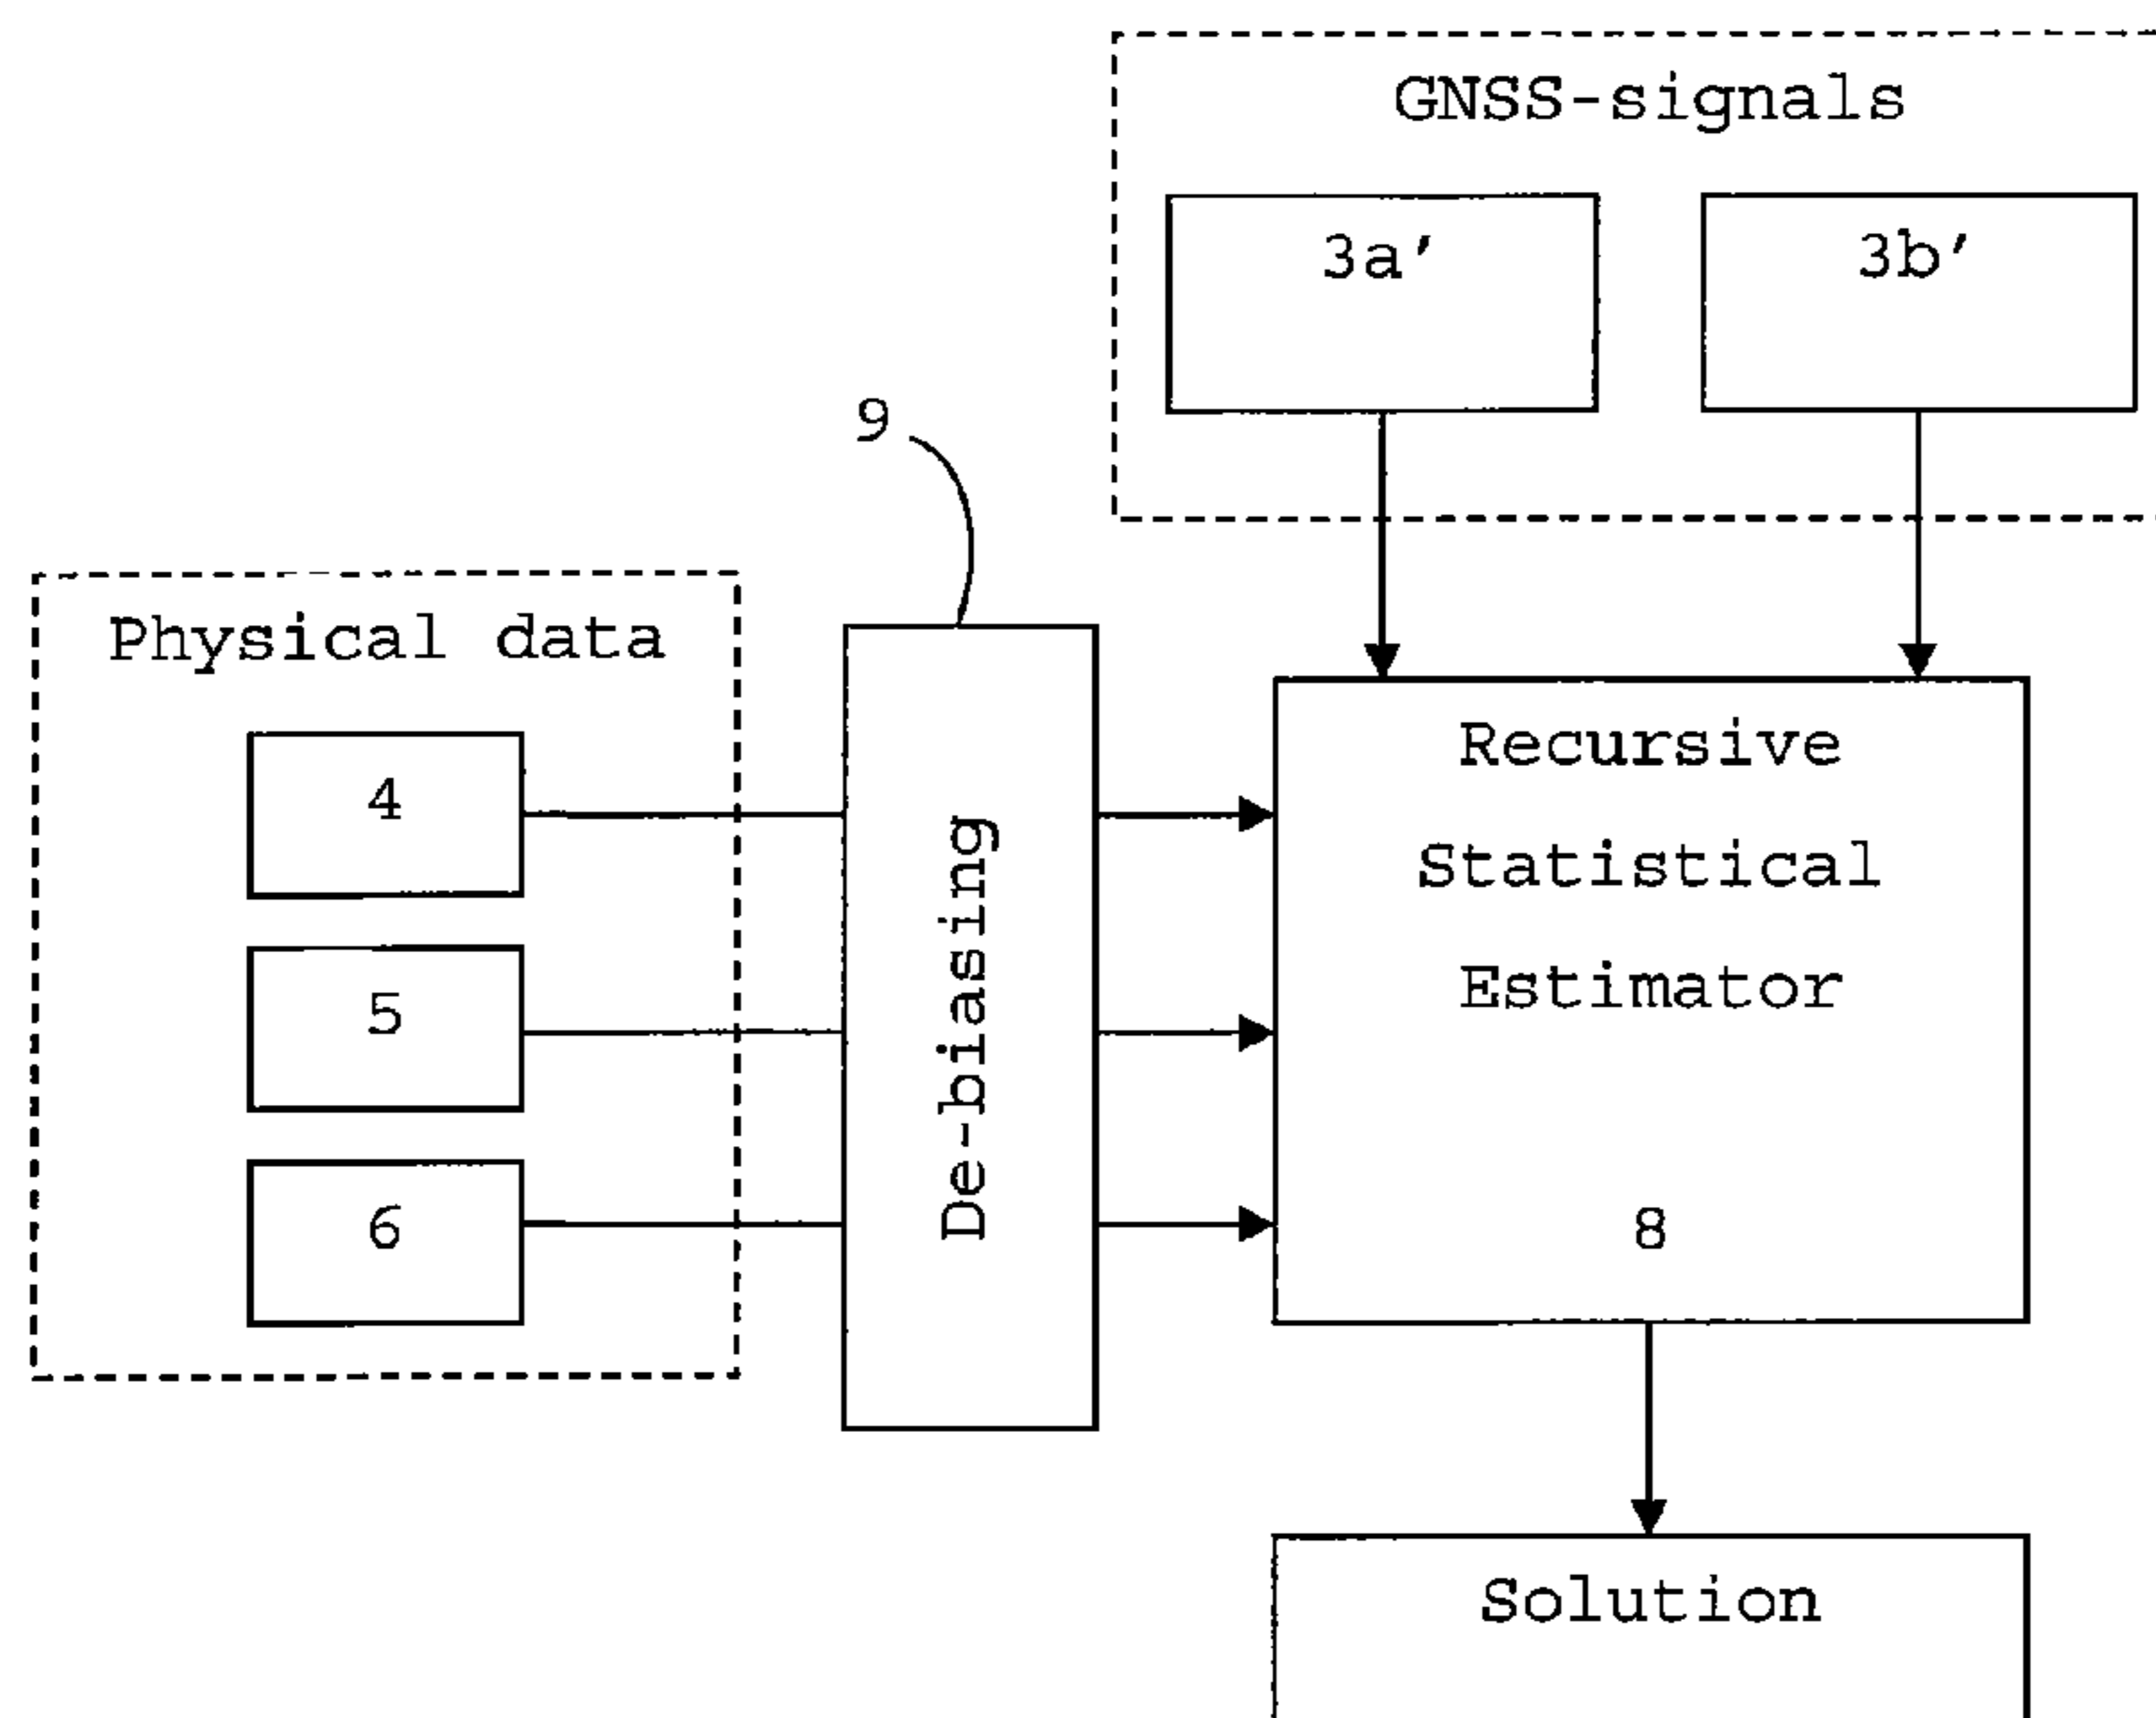 GNSS-signals
3a' 3b'
9
Physical data
4
5
6
De-biasing
Recursive
Statistical
Estimator
8
Solution